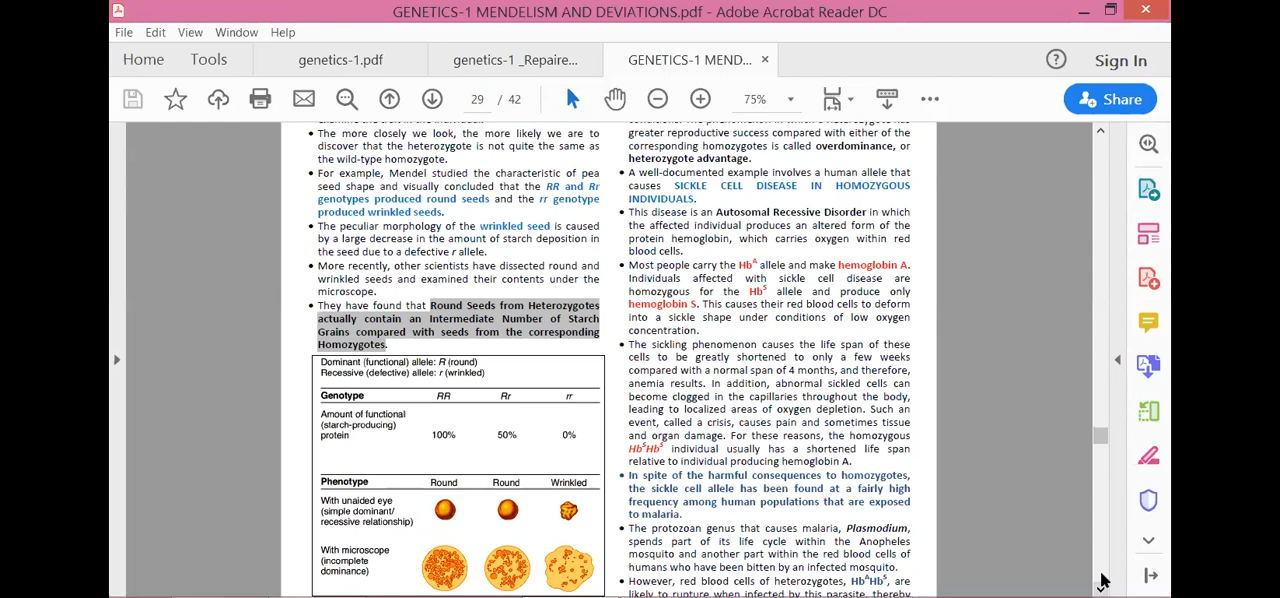 GENETICS-1 MENDELISM AND DEVIATIONS.pdf - Adobe Acrobat Reader DC
File Edit View Window Help
Home Tools genetics-1.pdf genetics-1 _Repaire... GENETICS-1 MEND... × Sign In
29 / 42 75% Share
The more closely we look, the more likely we are to
discover that the heterozygote is not quite the same as
the wild-type homozygote.
• For example, Mendel studied the characteristic of pea
seed shape and visually concluded that the RR and Rr
genotypes produced round seeds and the rr genotype
produced wrinkled seeds.
• The peculiar morphology of the wrinkled seed is caused
by a large decrease in the amount of starch deposition in
the seed due to a defective r allele.
• More recently, other scientists have dissected round and
wrinkled seeds and examined their contents under the
microscope.
• They have found that Round Seeds from Heterozygotes
actually contain an Intermediate Number of Starch
Grains compared with seeds from the corresponding
Homozygotes.
Dominant (functional) allele: R (round)
Recessive (defective) allele: r (wrinkled)
Genotype RR Rr rr
Amount of functional
(starch-producing)
protein 100% 50% 0%
Phenotype Round Round Wrinkled
With unaided eye
(simple dominant/
recessive relationship)
With microscope
(incomplete
dominance)
greater reproductive success compared with either of the
corresponding homozygotes is called overdominance, or
heterozygote advantage.
• A well-documented example involves a human allele that
causes SICKLE CELL DISEASE IN HOMOZYGOUS
INDIVIDUALS.
• This disease is an Autosomal Recessive Disorder in which
the affected individual produces an altered form of the
protein hemoglobin, which carries oxygen within red
blood cells.
• Most people carry the Hbᴬ allele and make hemoglobin A.
Individuals affected with sickle cell disease are
homozygous for the Hbˢ allele and produce only
hemoglobin S. This causes their red blood cells to deform
into a sickle shape under conditions of low oxygen
concentration.
• The sickling phenomenon causes the life span of these
cells to be greatly shortened to only a few weeks
compared with a normal span of 4 months, and therefore,
anemia results. In addition, abnormal sickled cells can
become clogged in the capillaries throughout the body,
leading to localized areas of oxygen depletion. Such an
event, called a crisis, causes pain and sometimes tissue
and organ damage. For these reasons, the homozygous
HbˢHbˢ individual usually has a shortened life span
relative to individual producing hemoglobin A.
• In spite of the harmful consequences to homozygotes,
the sickle cell allele has been found at a fairly high
frequency among human populations that are exposed
to malaria.
• The protozoan genus that causes malaria, Plasmodium,
spends part of its life cycle within the Anopheles
mosquito and another part within the red blood cells of
humans who have been bitten by an infected mosquito.
• However, red blood cells of heterozygotes, HbᴬHbˢ, are
likely to rupture when infected by this parasite, thereby